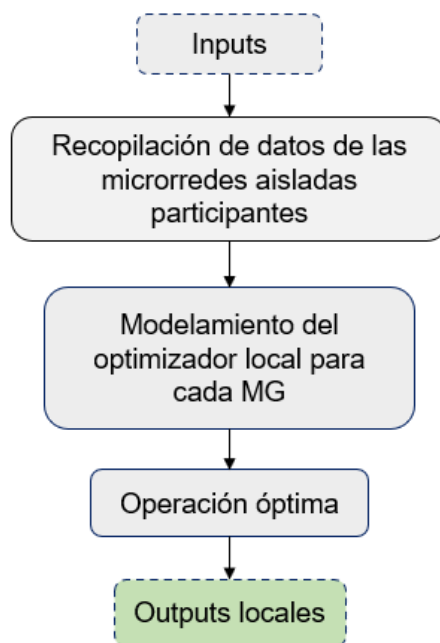 Inputs
Recopilación de datos de las
microrredes aisladas
participantes
Modelamiento del
optimizador local para
cada MG
Operación óptima
Outputs locales